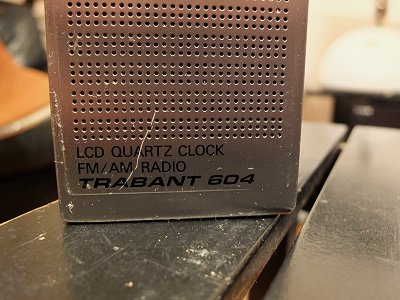 LCD QUARTZ CLOCK
FM/AM RADIO
TRABANT 604